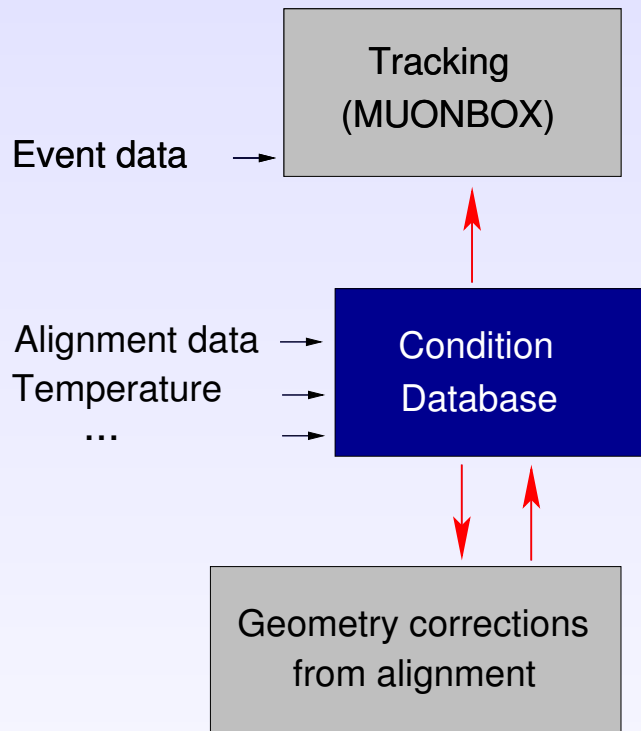 Tracking
(MUONBOX)
Event data
Alignment data
Temperature
...
Condition
Database
Geometry corrections
from alignment